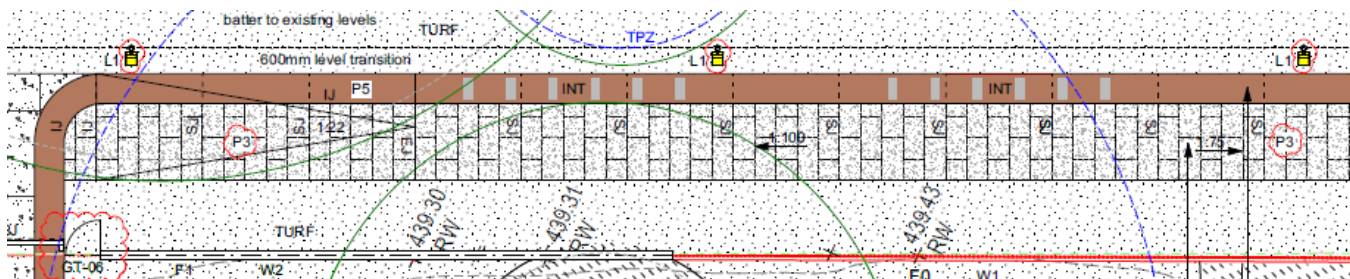 batter to existing levels
TURF
TPZ
L1
600mm level transition
L1
L1
IJ
P5
INT
INT
IJ
IJ
SJ
P3
SJ
1:22
EJ
SJ
SJ
SJ
SJ
SJ
SJ
SJ
SJ
1:100
1:75
P3
439.30
RW
439.31
RW
439.43
RW
TURF
GT-06
F1
W2
W1